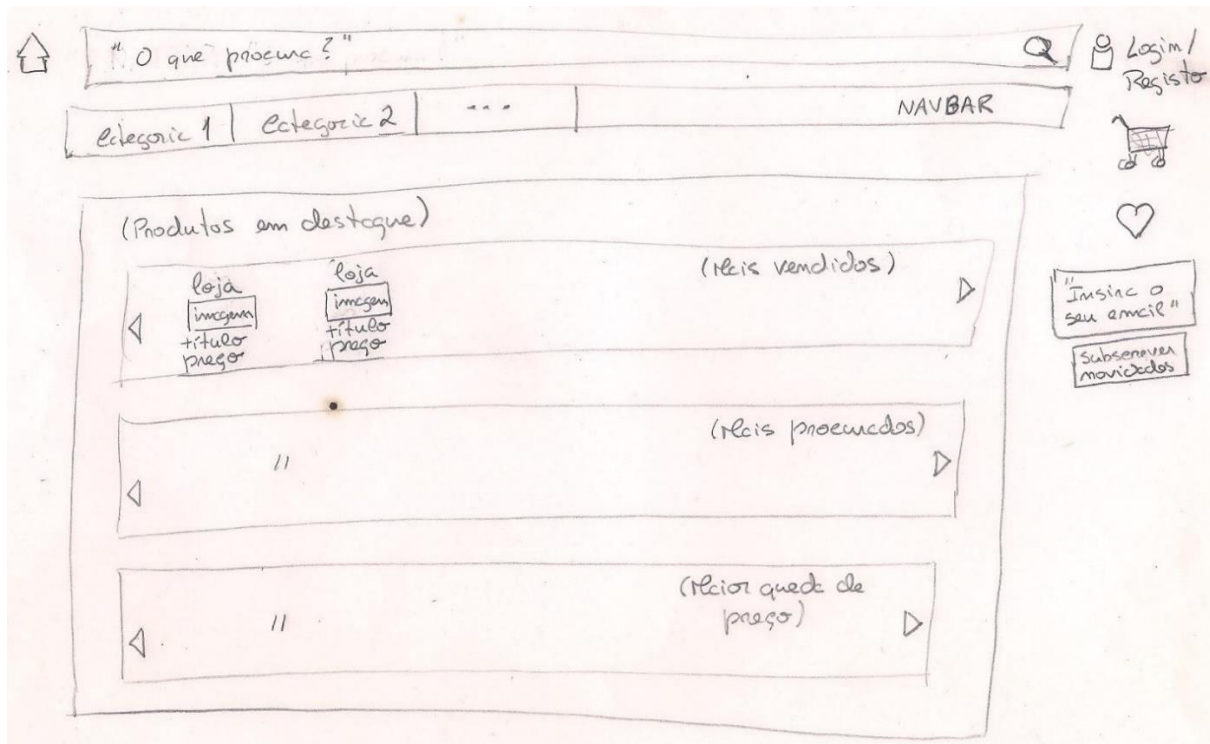 "O que procura?"
Login/
Registo
Categoria 1
Categoria 2
...
NAVBAR
(Produtos em destaque)
(Mais vendidos)
loja
imagem
título
preço
loja
imagem
título
preço
"Insira o
seu email"
Subscrever
novidades
(Mais procurados)
"
(Maior queda de
preço)
"